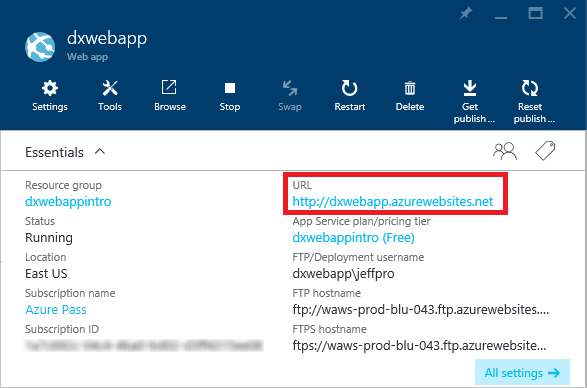 dxwebapp
Web app
Settings
Tools
Browse
Stop
Swap
Restart
Delete
Get publish ...
Reset publish ...
Essentials
Resource group
dxwebappintro
Status
Running
Location
East US
Subscription name
Azure Pass
Subscription ID
URL
http://dxwebapp.azurewebsites.net
App Service plan/pricing tier
dxwebappintro (Free)
FTP/Deployment username
dxwebapp\jeffpro
FTP hostname
ftp://waws-prod-blu-043.ftp.azurewebsites....
FTPS hostname
ftps://waws-prod-blu-043.ftp.azurewebsites...
All settings